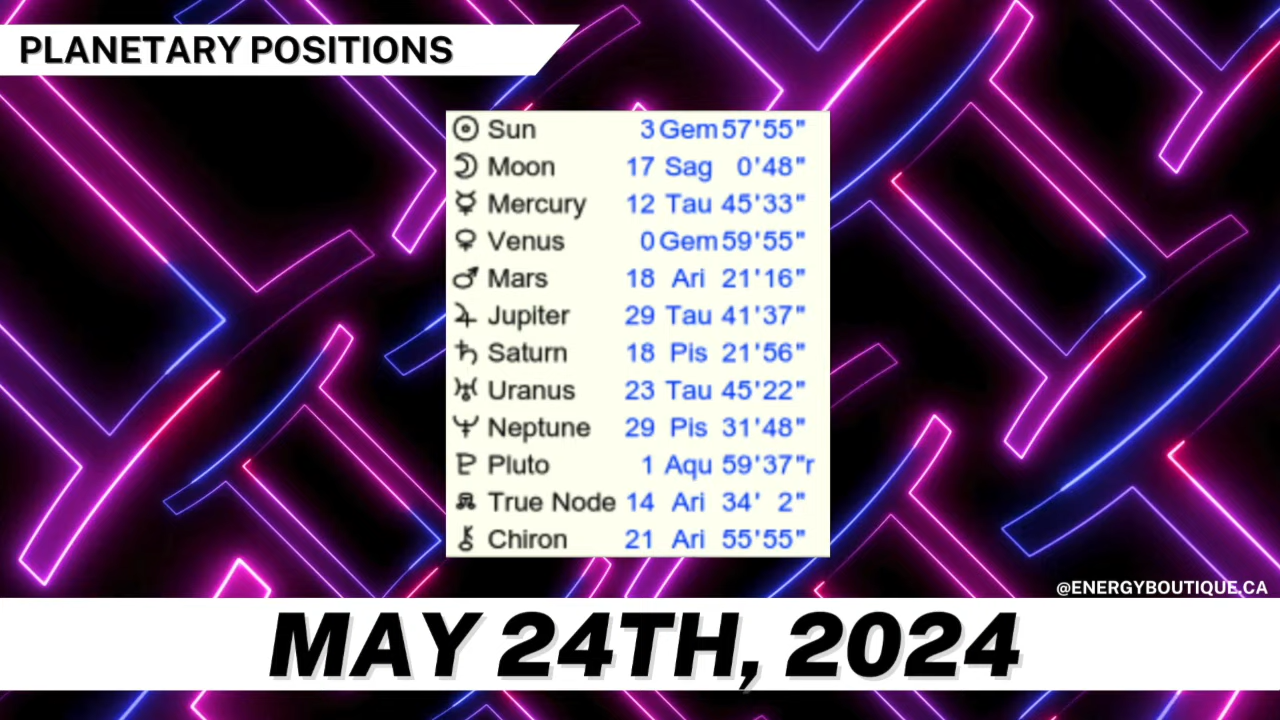 PLANETARY POSITIONS
Sun 3 Gem 57'55"
Moon 17 Sag 0'48"
Mercury 12 Tau 45'33"
Venus 0 Gem 59'55"
Mars 18 Ari 21'16"
Jupiter 29 Tau 41'37"
Saturn 18 Pis 21'56"
Uranus 23 Tau 45'22"
Neptune 29 Pis 31'48"
Pluto 1 Aqu 59'37"r
True Node 14 Ari 34' 2"
Chiron 21 Ari 55'55"
@ENERGYBOUTIQUE.CA
MAY 24TH, 2024